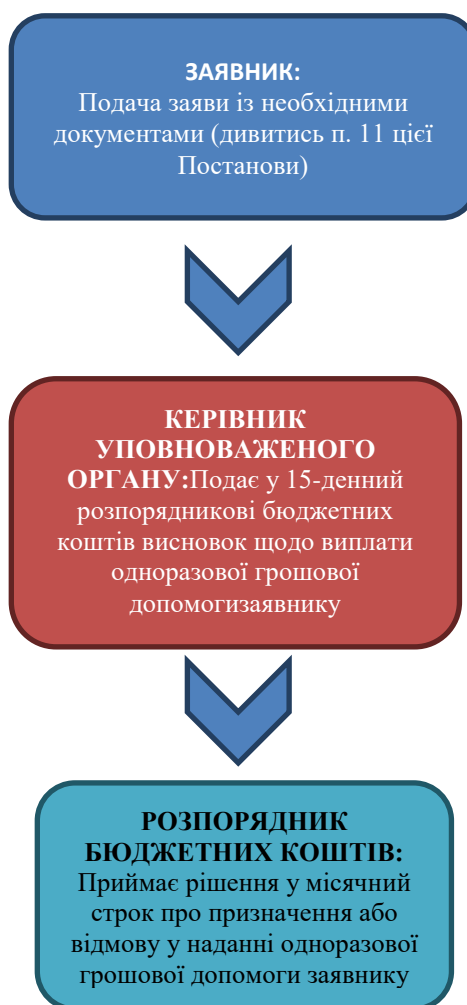 ЗАЯВНИК:
Подача заяви із необхідними
документами (дивитись п. 11 цієї
Постанови)
КЕРІВНИК
УПОВНОВАЖЕНОГО
ОРГАНУ:Подає у 15-денний
розпорядникові бюджетних
коштів висновок щодо виплати
одноразової грошової
допомогизаявнику
РОЗПОРЯДНИК
БЮДЖЕТНИХ КОШТІВ:
Приймає рішення у місячний
строк про призначення або
відмову у наданні одноразової
грошової допомоги заявнику